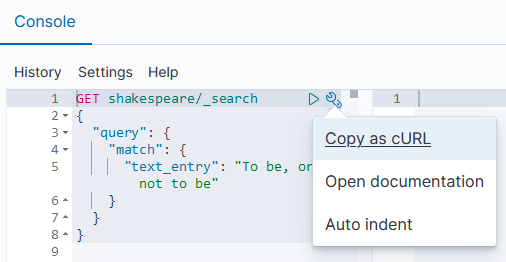 Console
History Settings Help
1 GET shakespeare/_search
2 {
3 "query": {
4 "match": {
5 "text_entry": "To be, or
not to be"
6 }
7 }
8 }
9
1
Copy as cURL
Open documentation
Auto indent